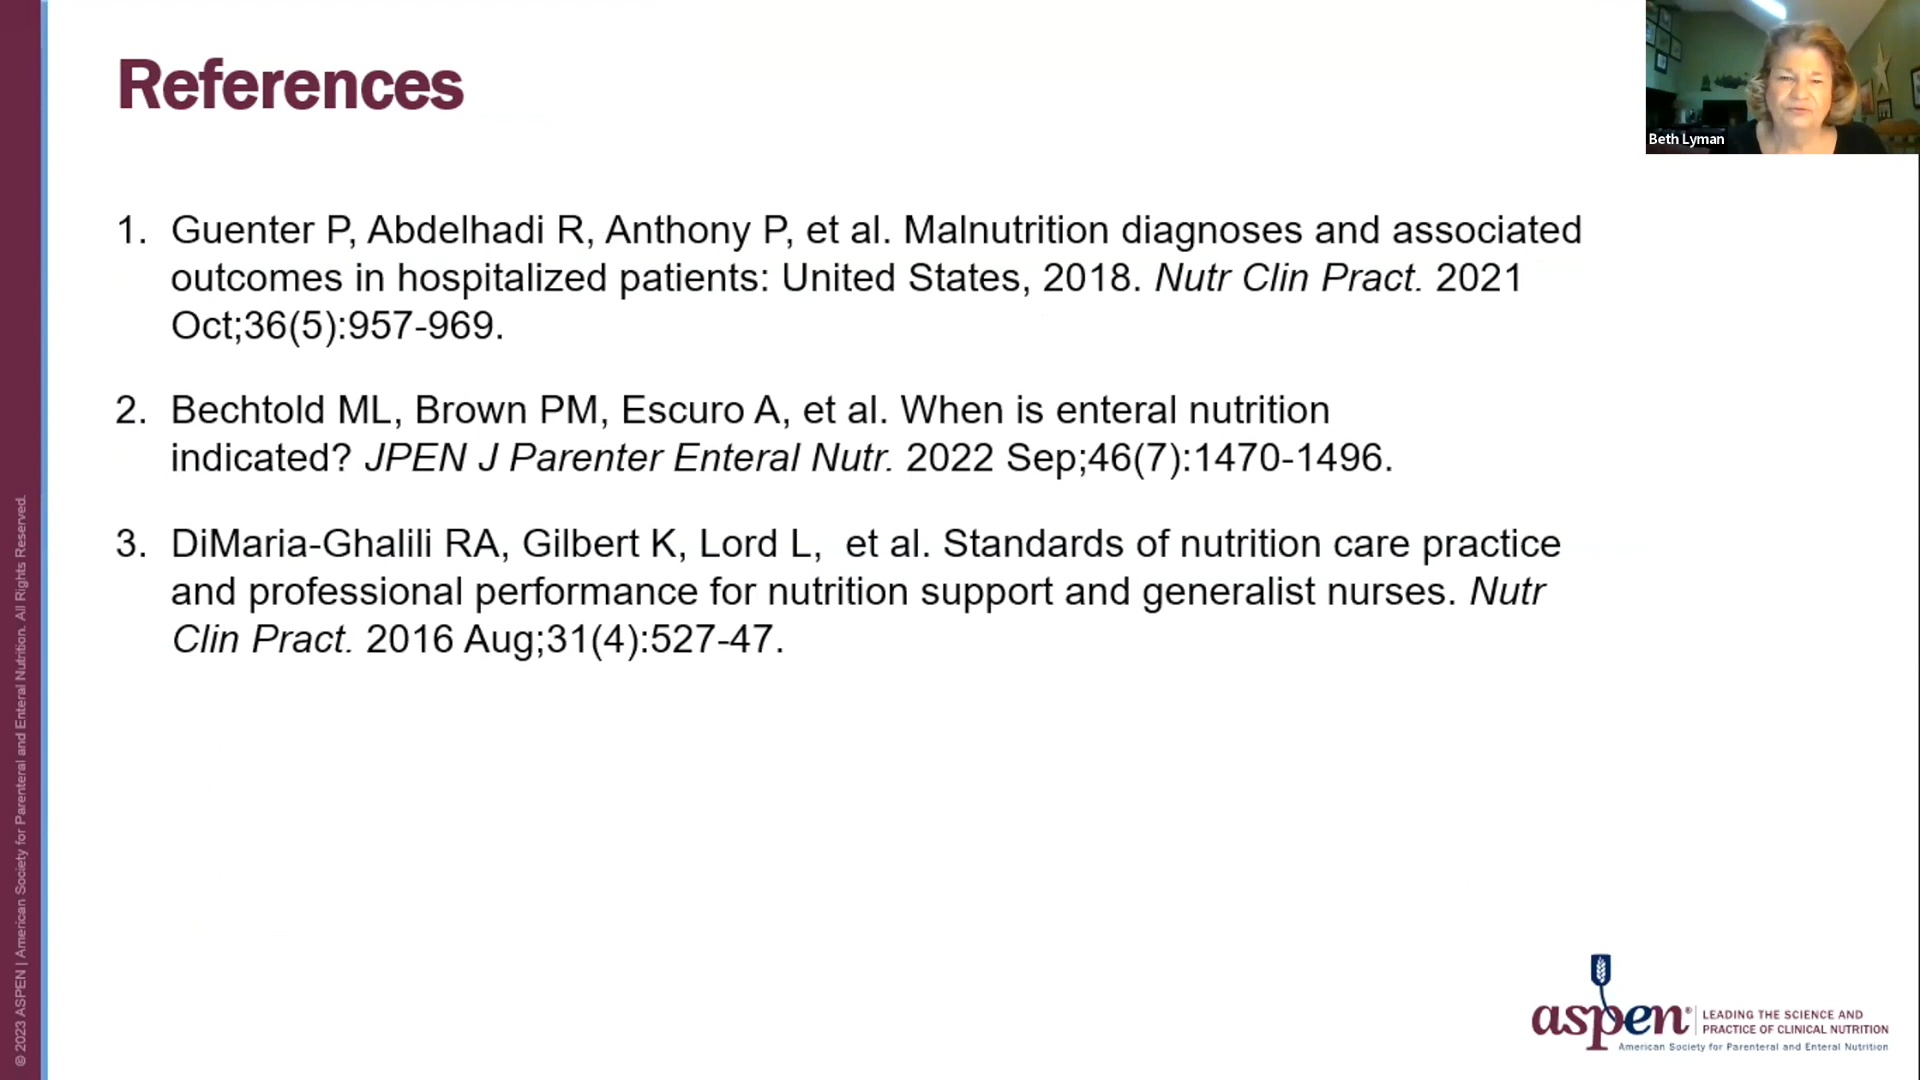 References
Beth Lyman
1. Guenter P, Abdelhadi R, Anthony P, et al. Malnutrition diagnoses and associated
outcomes in hospitalized patients: United States, 2018. Nutr Clin Pract. 2021
Oct;36(5):957-969.
2. Bechtold ML, Brown PM, Escuro A, et al. When is enteral nutrition
indicated? JPEN J Parenter Enteral Nutr. 2022 Sep;46(7):1470-1496.
3. DiMaria-Ghalili RA, Gilbert K, Lord L,  et al. Standards of nutrition care practice
and professional performance for nutrition support and generalist nurses. Nutr
Clin Pract. 2016 Aug;31(4):527-47.
© 2023 ASPEN | American Society for Parenteral and Enteral Nutrition. All Rights Reserved.
aspen®
LEADING THE SCIENCE AND
PRACTICE OF CLINICAL NUTRITION
American Society for Parenteral and Enteral Nutrition